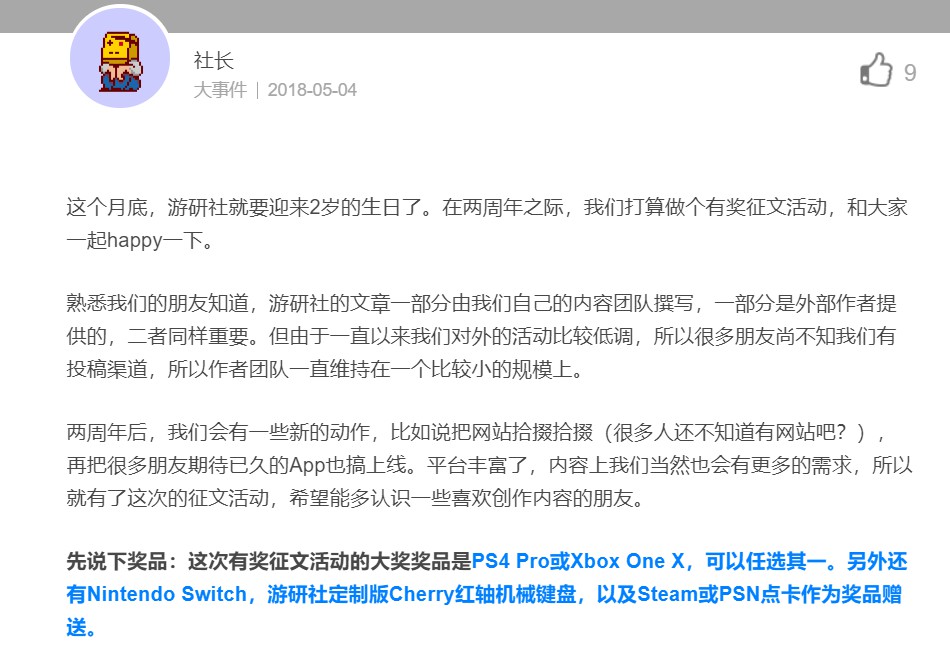 社长
大事件 | 2018-05-04
9
这个月底，游研社就要迎来2岁的生日了。在两周年之际，我们打算做个有奖征文活动，和大家
一起happy一下。
熟悉我们的朋友知道，游研社的文章一部分由我们自己的内容团队撰写，一部分是外部作者提
供的，二者同样重要。但由于一直以来我们对外的活动比较低调，所以很多朋友尚不知我们有
投稿渠道，所以作者团队一直维持在一个比较小的规模上。
两周年后，我们会有一些新的动作，比如说把网站拾掇拾掇（很多人还不知道有网站吧？），
再把很多朋友期待已久的App也搞上线。平台丰富了，内容上我们当然也会有更多的需求，所以
就有了这次的征文活动，希望能多认识一些喜欢创作内容的朋友。
先说下奖品：这次有奖征文活动的大奖奖品是PS4 Pro或Xbox One X，可以任选其一。另外还
有Nintendo Switch，游研社定制版Cherry红轴机械键盘，以及Steam或PSN点卡作为奖品赠
送。